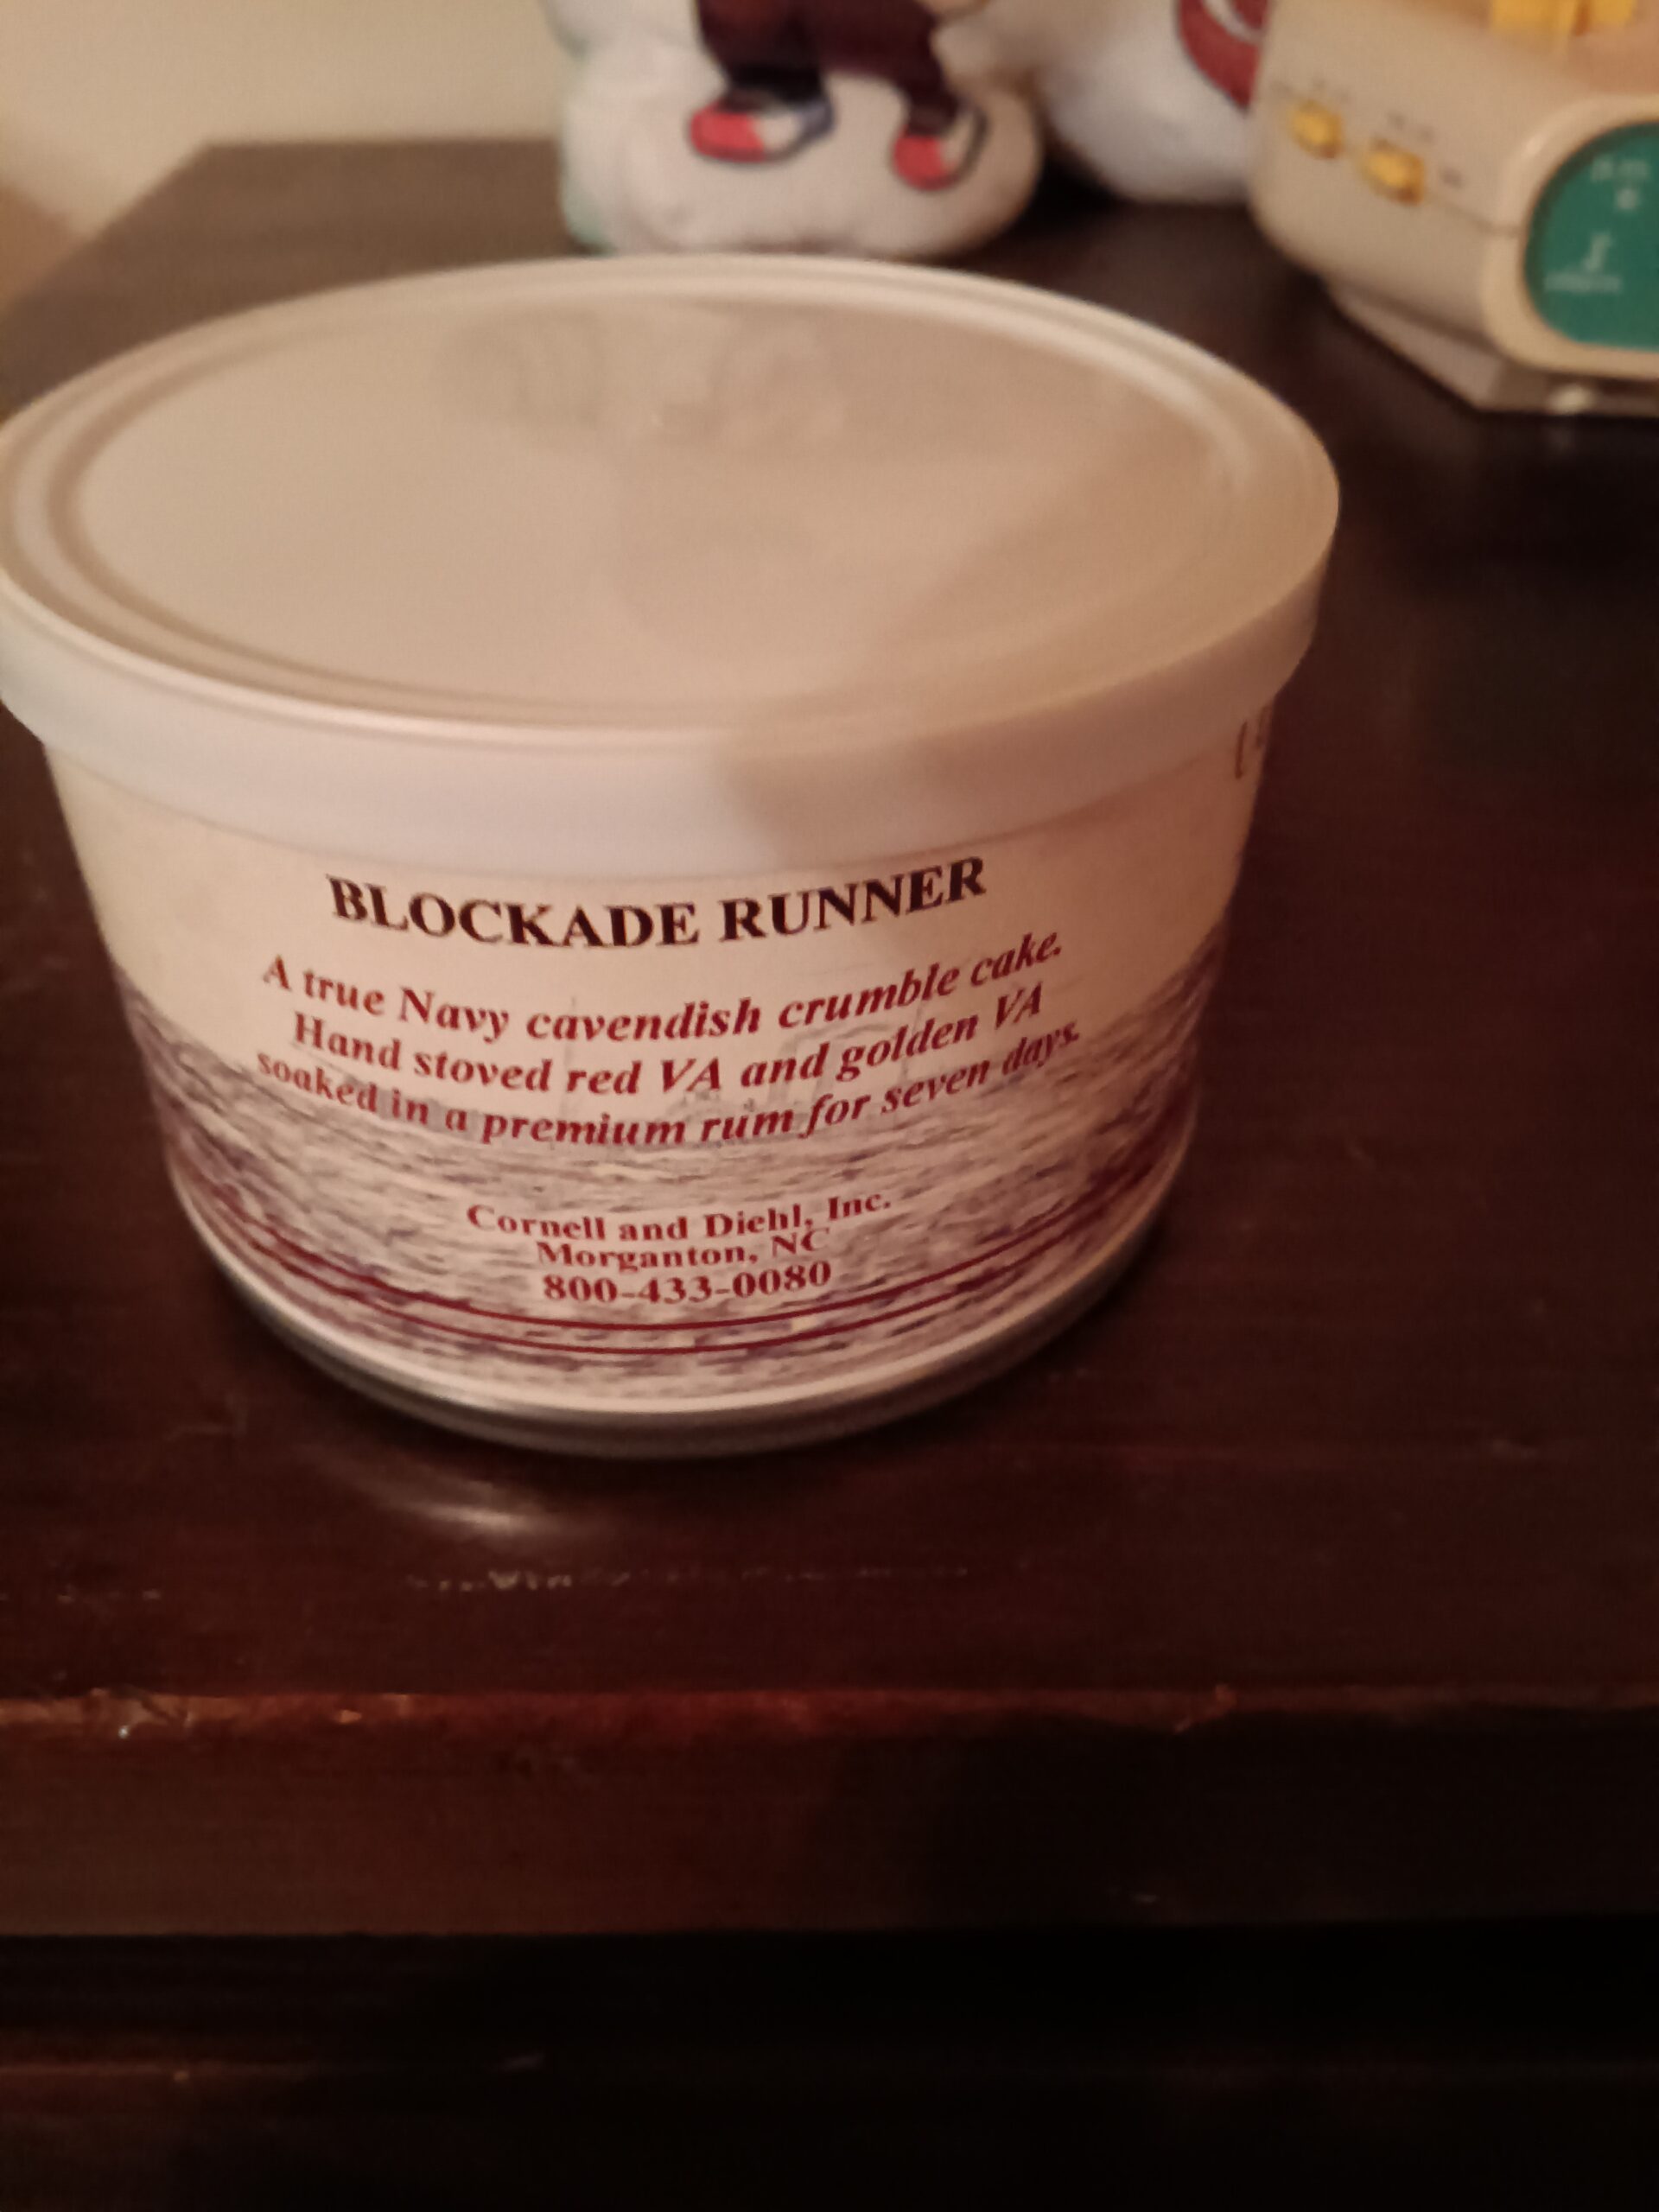 BLOCKADE RUNNER
A true Navy cavendish crumble cake.
Hand stoved red VA and golden VA
soaked in a premium rum for seven days.
Cornell and Diehl, Inc.
Morganton, NC
800-433-0080